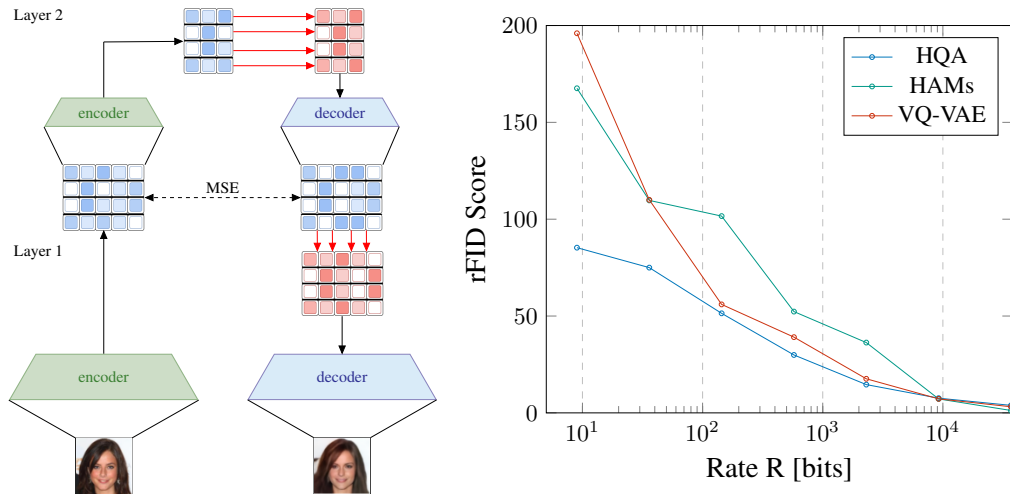 Layer 2
encoder
decoder
MSE
Layer 1
encoder
decoder
200
150
100
50
0
rFID Score
10^1
10^2
10^3
10^4
Rate R [bits]
HQA
HAMs
VQ-VAE